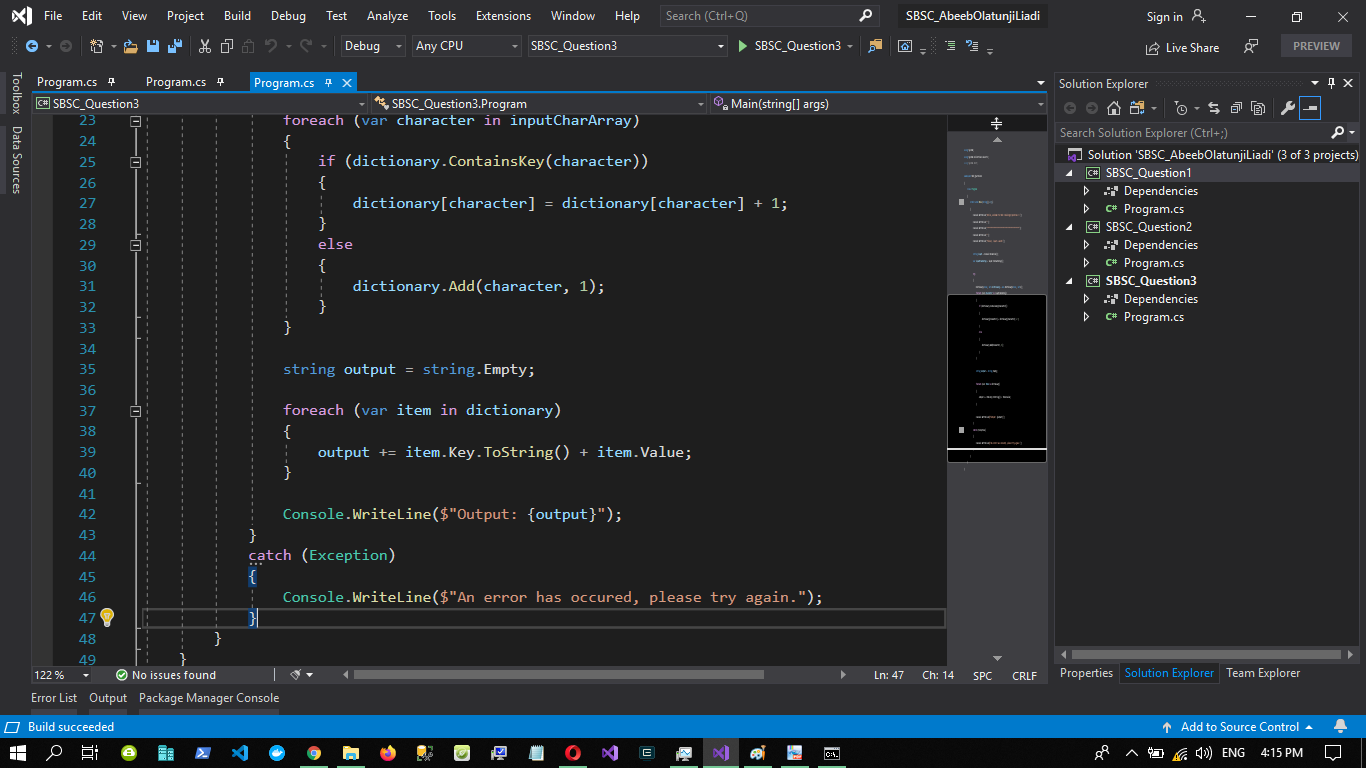 File Edit View Project Build Debug Test Analyze Tools Extensions Window Help Search (Ctrl+Q) SBSC_AbeebOlatunjiLiadi Sign in
Debug Any CPU SBSC_Question3 SBSC_Question3 Live Share PREVIEW
Toolbox
Data Sources
Program.cs Program.cs Program.cs
C# SBSC_Question3 SBSC_Question3.Program Main(string[] args)
23 foreach (var character in inputCharArray)
24 {
25 if (dictionary.ContainsKey(character))
26 {
27 dictionary[character] = dictionary[character] + 1;
28 }
29 else
30 {
31 dictionary.Add(character, 1);
32 }
33 }
34
35 string output = string.Empty;
36
37 foreach (var item in dictionary)
38 {
39 output += item.Key.ToString() + item.Value;
40 }
41
42 Console.WriteLine($"Output: {output}");
43 }
44 catch (Exception)
45 {
46 Console.WriteLine($"An error has occured, please try again.");
47 }
48 }
49 }
122 % No issues found Ln: 47 Ch: 14 SPC CRLF
Solution Explorer
Search Solution Explorer (Ctrl+;)
Solution 'SBSC_AbeebOlatunjiLiadi' (3 of 3 projects)
C# SBSC_Question1
Dependencies
C# Program.cs
C# SBSC_Question2
Dependencies
C# Program.cs
C# SBSC_Question3
Dependencies
C# Program.cs
Properties Solution Explorer Team Explorer
Error List Output Package Manager Console
Build succeeded Add to Source Control
ENG 4:15 PM